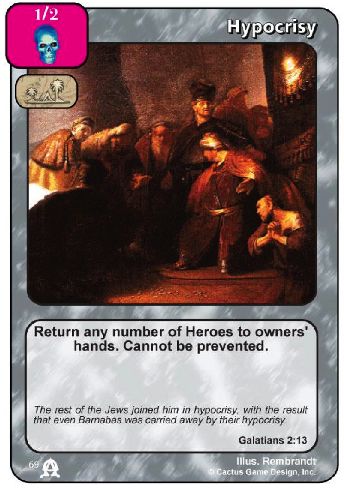 1/2
Hypocrisy
Return any number of Heroes to owners'
hands. Cannot be prevented.
The rest of the Jews joined him in hypocrisy, with the result
that even Barnabas was carried away by their hypocrisy.
Galatians 2:13
69
Illus. Rembrandt
© Cactus Game Design, Inc.